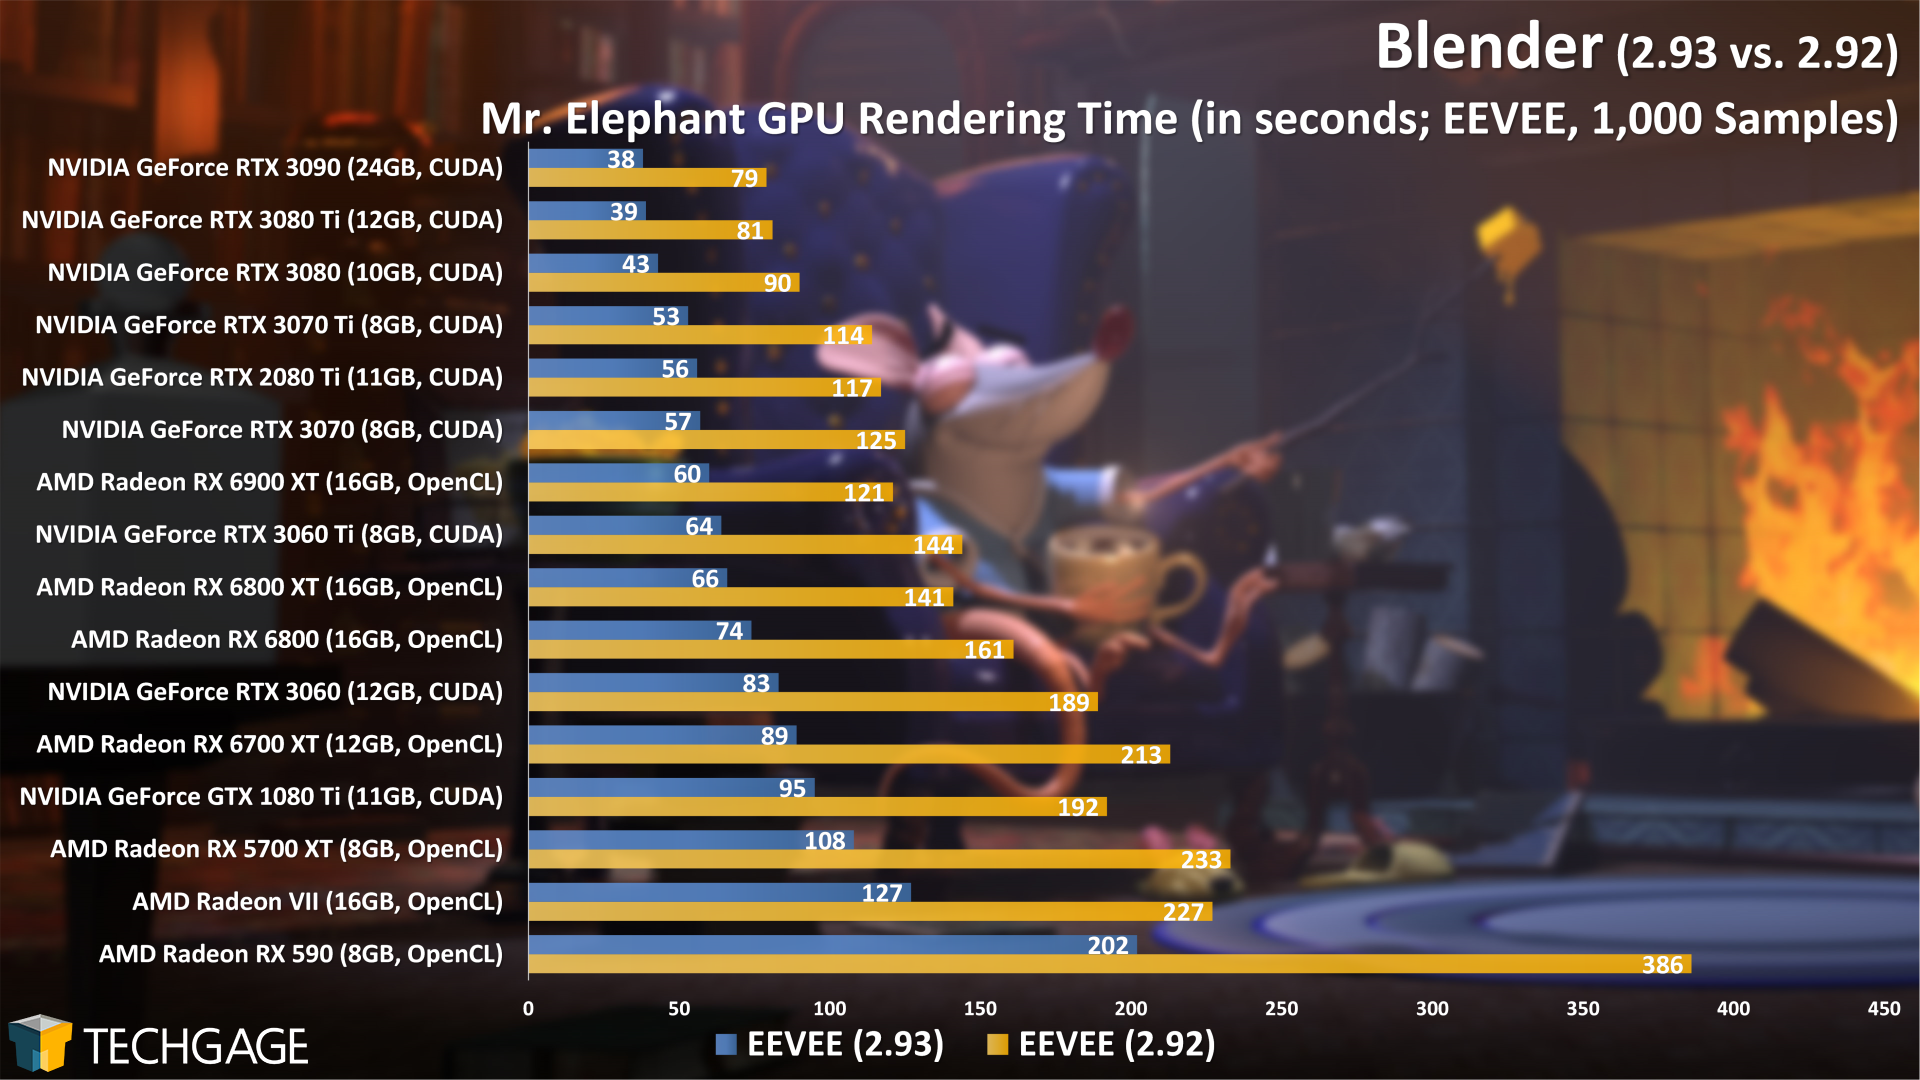 Blender (2.93 vs. 2.92)
Mr. Elephant GPU Rendering Time (in seconds; EEVEE, 1,000 Samples)
NVIDIA GeForce RTX 3090 (24GB, CUDA) 38
79
NVIDIA GeForce RTX 3080 Ti (12GB, CUDA) 39
81
NVIDIA GeForce RTX 3080 (10GB, CUDA) 43
90
NVIDIA GeForce RTX 3070 Ti (8GB, CUDA) 53
114
NVIDIA GeForce RTX 2080 Ti (11GB, CUDA) 56
117
NVIDIA GeForce RTX 3070 (8GB, CUDA) 57
125
AMD Radeon RX 6900 XT (16GB, OpenCL) 60
121
NVIDIA GeForce RTX 3060 Ti (8GB, CUDA) 64
144
AMD Radeon RX 6800 XT (16GB, OpenCL) 66
141
AMD Radeon RX 6800 (16GB, OpenCL) 74
161
NVIDIA GeForce RTX 3060 (12GB, CUDA) 83
189
AMD Radeon RX 6700 XT (12GB, OpenCL) 89
213
NVIDIA GeForce GTX 1080 Ti (11GB, CUDA) 95
192
AMD Radeon RX 5700 XT (8GB, OpenCL) 108
233
AMD Radeon VII (16GB, OpenCL) 127
227
AMD Radeon RX 590 (8GB, OpenCL) 202
386
0 50 100 150 200 250 300 350 400 450
EEVEE (2.93) EEVEE (2.92)
TECHGAGE